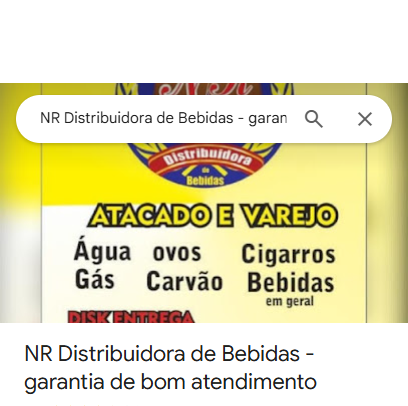 NR Distribuidora de Bebidas - garan
NR
Distribuidora
de
Bebidas
ATACADO E VAREJO
Água ovos Cigarros
Gás Carvão Bebidas
em geral
DISK ENTREGA
NR Distribuidora de Bebidas -
garantia de bom atendimento